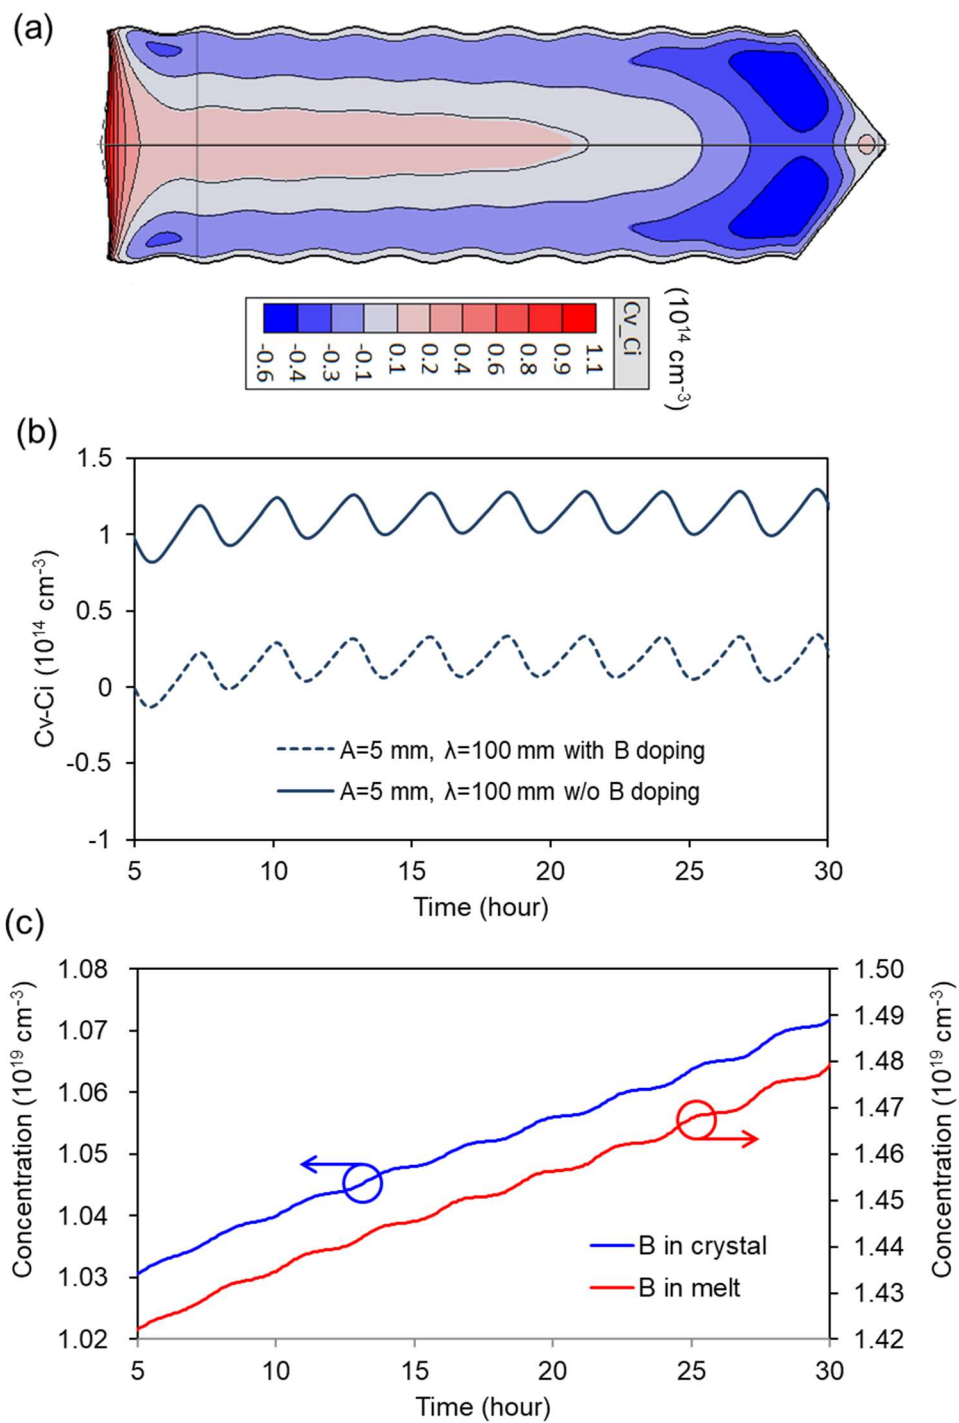 (a)
Cv_Ci
(10¹⁴ cm⁻³)
-0.6 -0.4 -0.3 -0.1 0.1 0.2 0.4 0.6 0.8 0.9 1.1
(b)
Cv-Ci (10¹⁴ cm⁻³)
1.5
1
0.5
0
-0.5
-1
A=5 mm, λ=100 mm with B doping
A=5 mm, λ=100 mm w/o B doping
5 10 15 20 25 30
Time (hour)
(c)
Concentration (10¹⁹ cm⁻³)
1.08
1.07
1.06
1.05
1.04
1.03
1.02
1.50
1.49
1.48
1.47
1.46
1.45
1.44
1.43
1.42
Concentration (10¹⁹ cm⁻³)
B in crystal
B in melt
5 10 15 20 25 30
Time (hour)